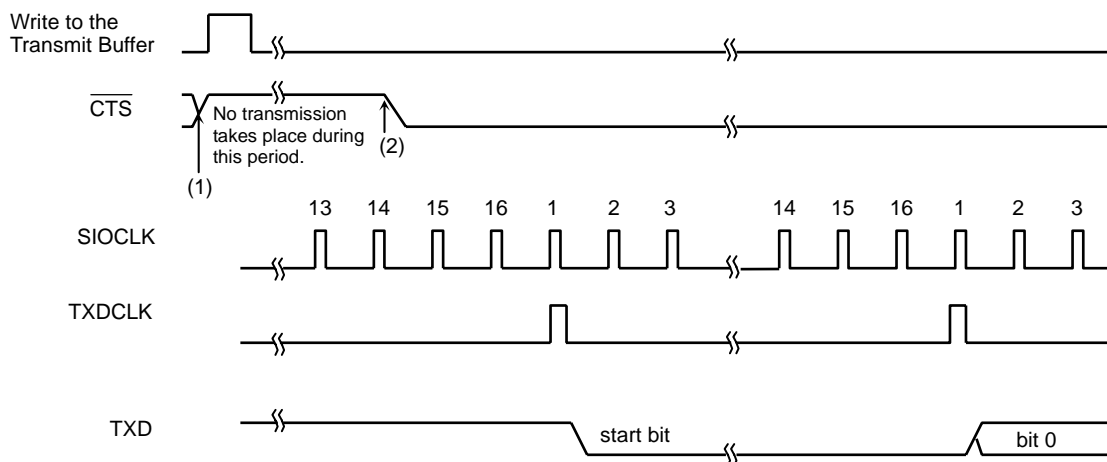 Write to the
Transmit Buffer
CTS
No transmission
takes place during
this period.
(1)
(2)
13 14 15 16 1 2 3 14 15 16 1 2 3
SIOCLK
TXDCLK
TXD
start bit
bit 0